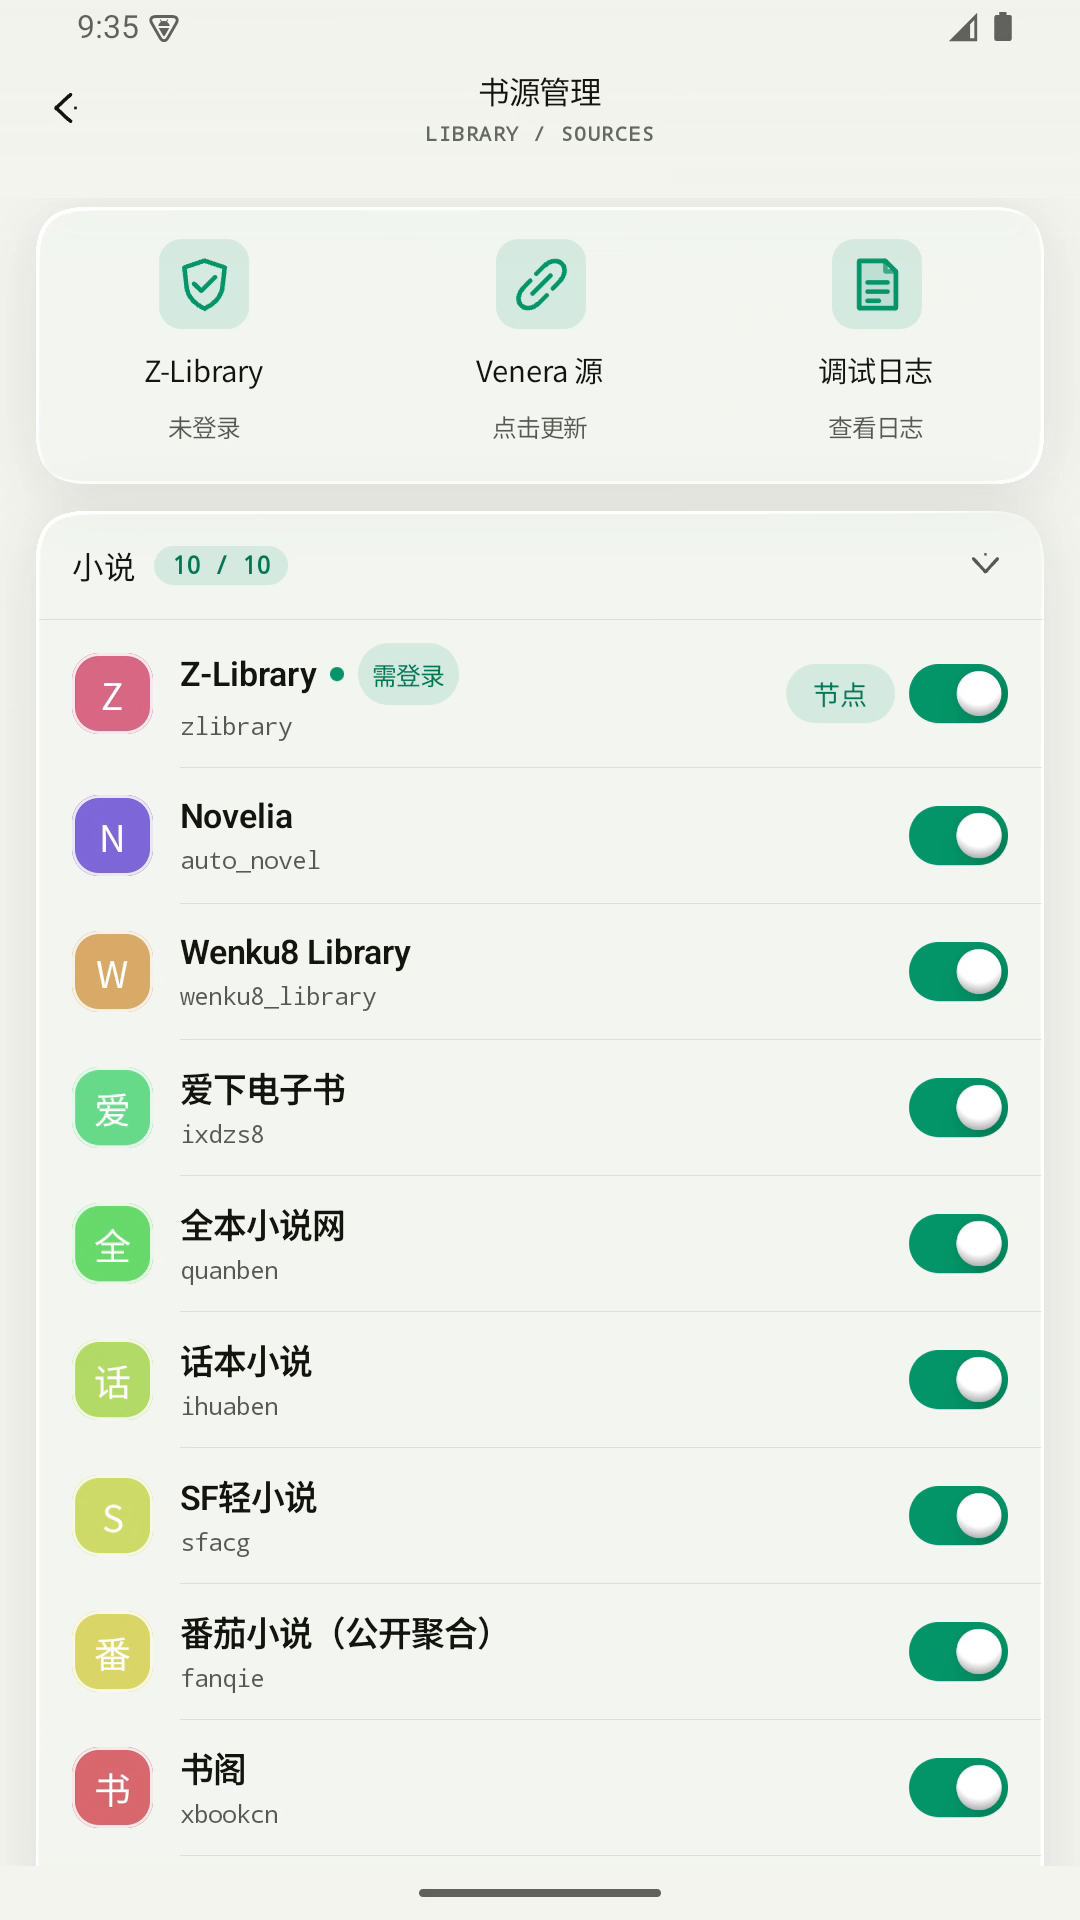 9:35
书源管理
LIBRARY / SOURCES
Z-Library
未登录
Venera 源
点击更新
调试日志
查看日志
小说 10 / 10
Z Z-Library 需登录 节点
zlibrary
N Novelia
auto_novel
W Wenku8 Library
wenku8_library
爱 爱下电子书
ixdzs8
全 全本小说网
quanben
话 话本小说
ihuaben
S SF轻小说
sfacg
番 番茄小说（公开聚合）
fanqie
书 书阁
xbookcn